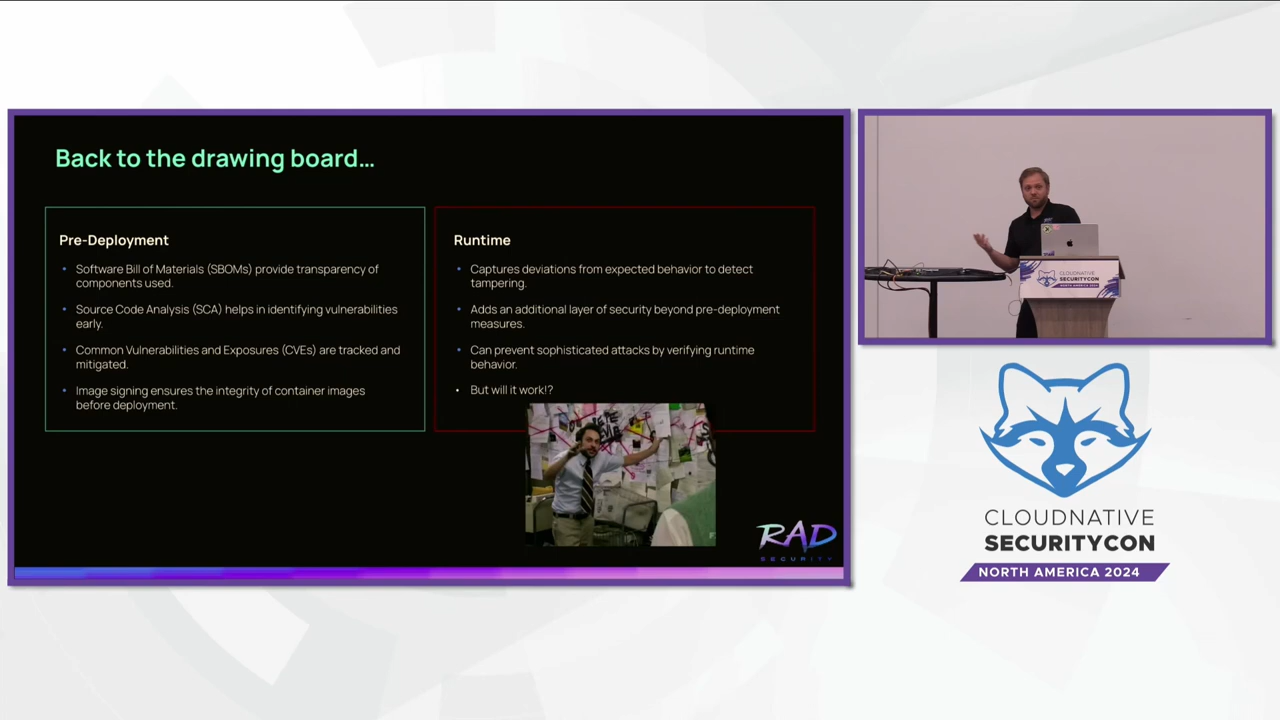 Back to the drawing board...
Pre-Deployment
• Software Bill of Materials (SBOMs) provide transparency of
components used.
• Source Code Analysis (SCA) helps in identifying vulnerabilities
early.
• Common Vulnerabilities and Exposures (CVEs) are tracked and
mitigated.
• Image signing ensures the integrity of container images
before deployment.
Runtime
• Captures deviations from expected behavior to detect
tampering.
• Adds an additional layer of security beyond pre-deployment
measures.
• Can prevent sophisticated attacks by verifying runtime
behavior.
• But will it work!?
RAD
SECURITY
CLOUDNATIVE
SECURITYCON
CLOUDNATIVE
SECURITYCON
NORTH AMERICA 2024